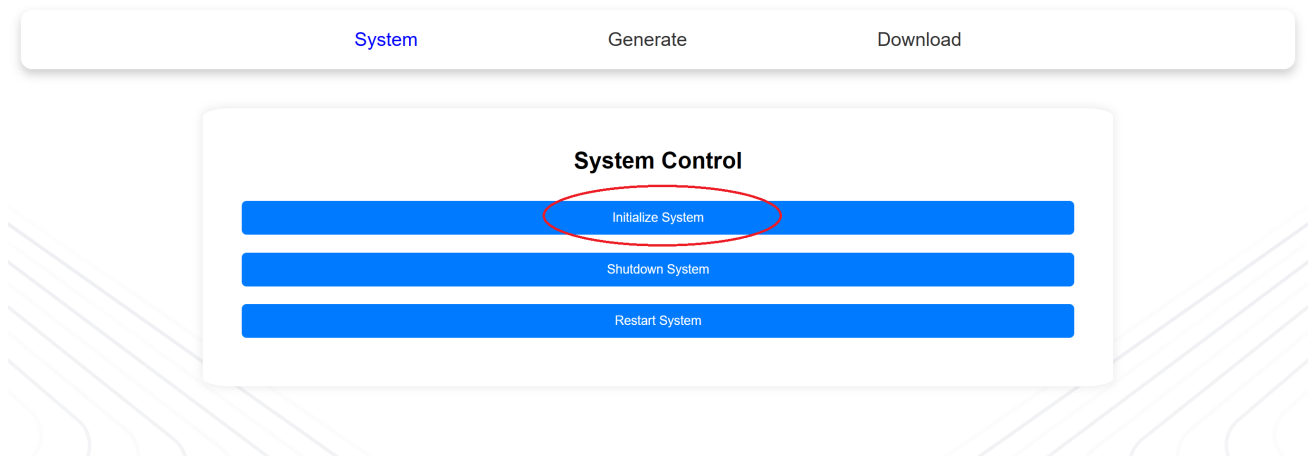 System Generate Download
System Control
Initialize System
Shutdown System
Restart System